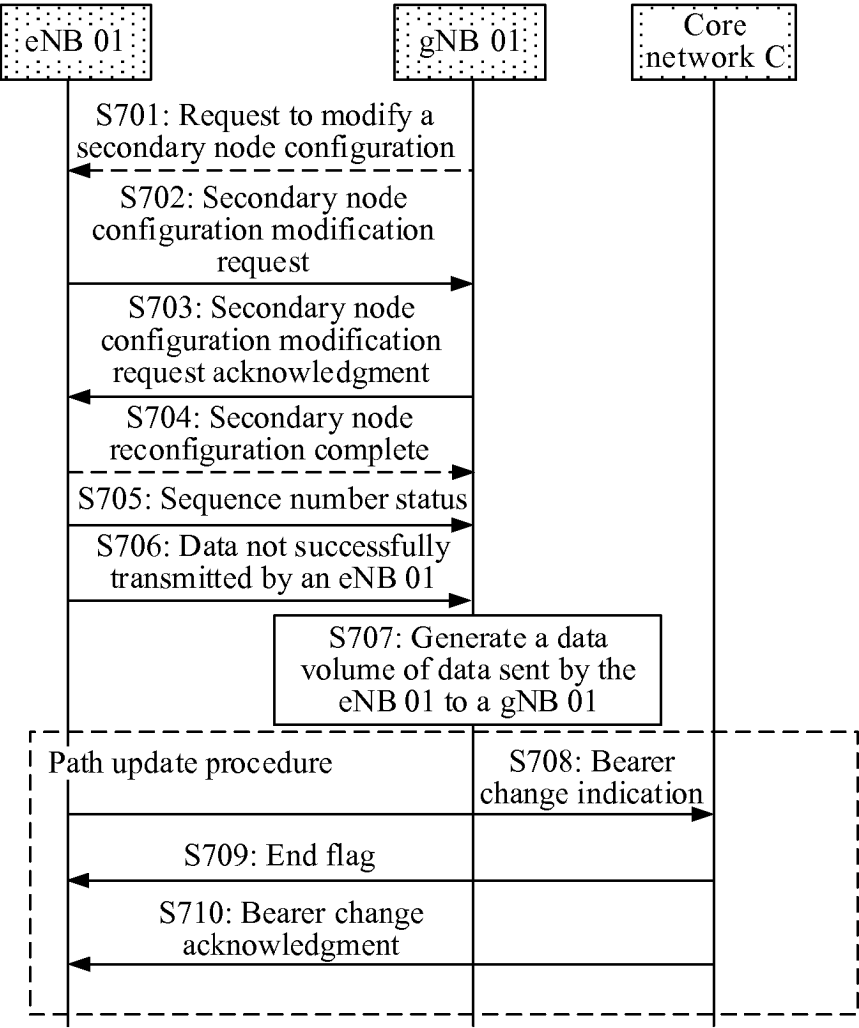 eNB 01
gNB 01
Core
network C
S701: Request to modify a
secondary node configuration
S702: Secondary node
configuration modification
request
S703: Secondary node
configuration modification
request acknowledgment
S704: Secondary node
reconfiguration complete
S705: Sequence number status
S706: Data not successfully
transmitted by an eNB 01
S707: Generate a data
volume of data sent by the
eNB 01 to a gNB 01
Path update procedure
S708: Bearer
change indication
S709: End flag
S710: Bearer change
acknowledgment